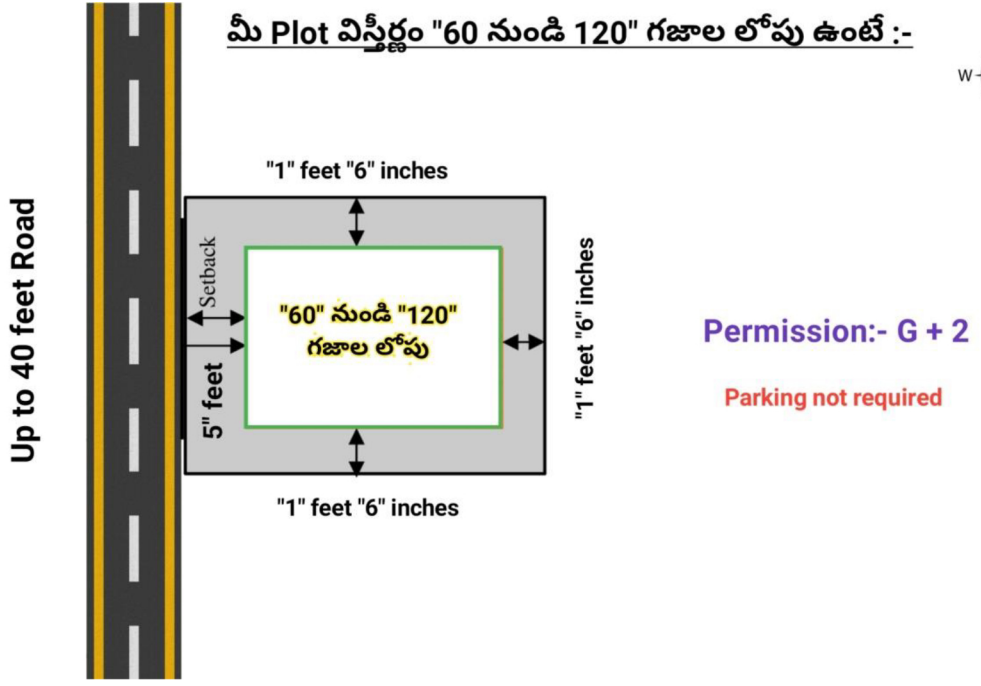 మీ Plot విస్తీర్ణం "60 నుండి 120" గజాల లోపు ఉంటే :-
W
"1" feet "6" inches
Up to 40 feet Road
Setback
5" feet
"60" నుండి "120"
గజాల లోపు
"1" feet "6" inches
Permission:- G + 2
Parking not required
"1" feet "6" inches